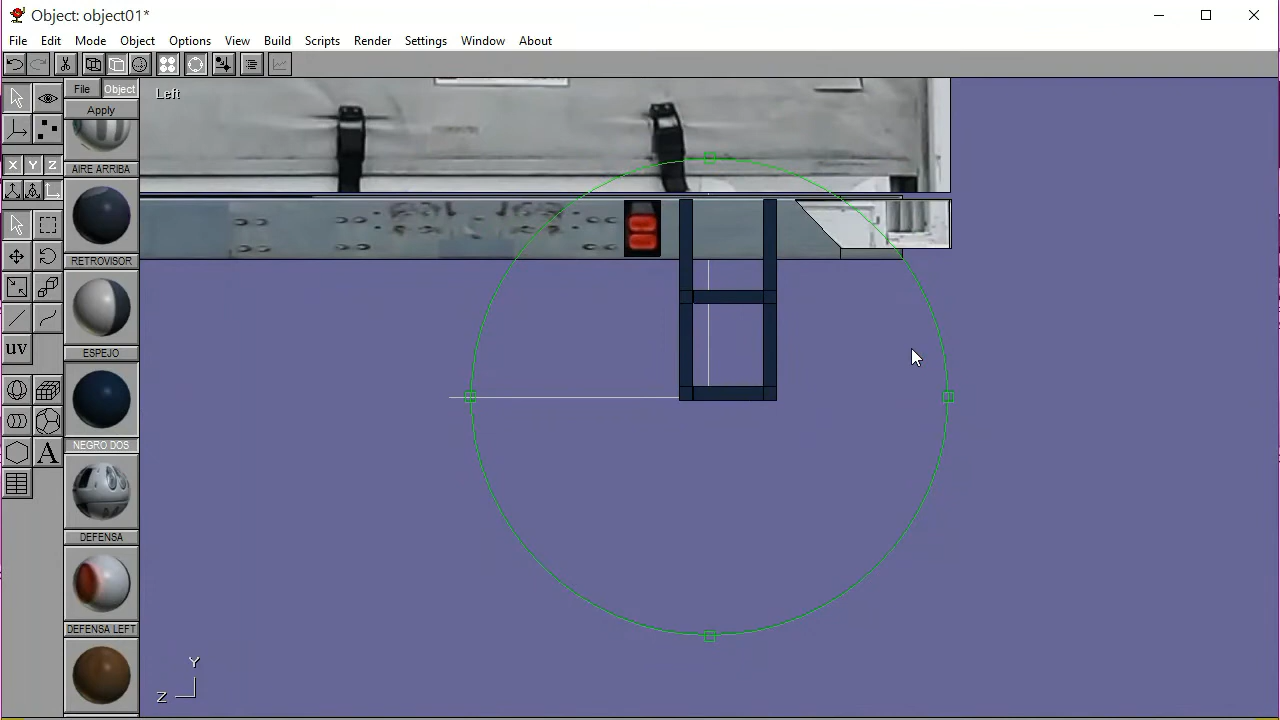 Object: object01*
File Edit Mode Object Options View Build Scripts Render Settings Window About
File Object
Apply
Left
AIRE ARRIBA
X Y Z
RETROVISOR
uv
ESPEJO
NEGRO DOS
A
DEFENSA
DEFENSA LEFT
Y
Z